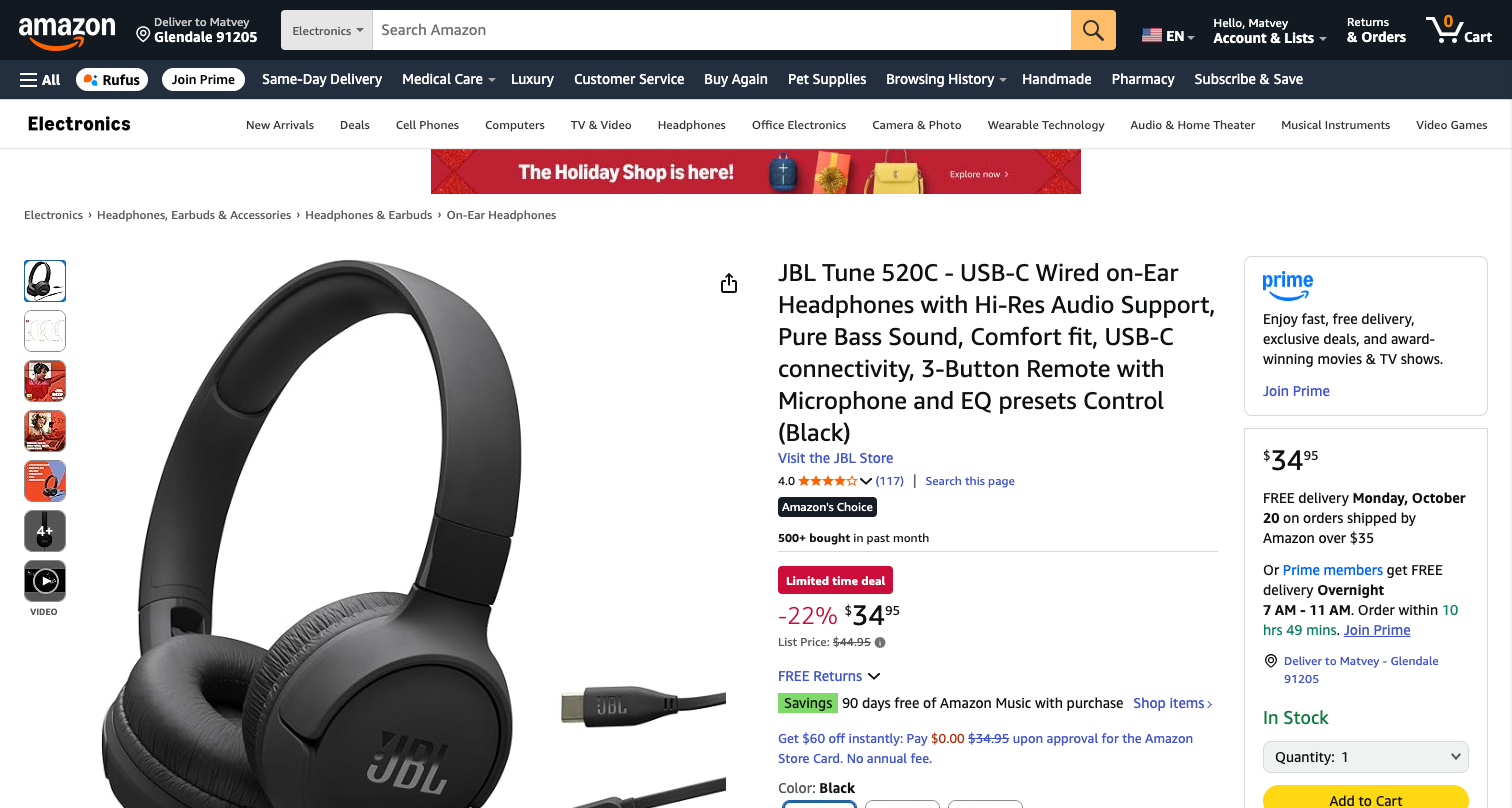 amazon
Deliver to Matvey
Glendale 91205
Electronics
Search Amazon
EN
Hello, Matvey
Account & Lists
Returns
& Orders
0
Cart
All
Rufus
Join Prime
Same-Day Delivery
Medical Care
Luxury
Customer Service
Buy Again
Pet Supplies
Browsing History
Handmade
Pharmacy
Subscribe & Save
Electronics
New Arrivals
Deals
Cell Phones
Computers
TV & Video
Headphones
Office Electronics
Camera & Photo
Wearable Technology
Audio & Home Theater
Musical Instruments
Video Games
The Holiday Shop is here!
Explore now ›
Electronics › Headphones, Earbuds & Accessories › Headphones & Earbuds › On-Ear Headphones
4+
VIDEO
JBL
JBL
JBL Tune 520C - USB-C Wired on-Ear
Headphones with Hi-Res Audio Support,
Pure Bass Sound, Comfort fit, USB-C
connectivity, 3-Button Remote with
Microphone and EQ presets Control
(Black)
Visit the JBL Store
4.0 (117) | Search this page
Amazon's Choice
500+ bought in past month
Limited time deal
-22% $34 95
List Price: $44.95
FREE Returns
Savings 90 days free of Amazon Music with purchase Shop items ›
Get $60 off instantly: Pay $0.00 $34.95 upon approval for the Amazon
Store Card. No annual fee.
Color: Black
prime
Enjoy fast, free delivery,
exclusive deals, and award-
winning movies & TV shows.
Join Prime
$34 95
FREE delivery Monday, October
20 on orders shipped by
Amazon over $35
Or Prime members get FREE
delivery Overnight
7 AM - 11 AM. Order within 10
hrs 49 mins. Join Prime
Deliver to Matvey - Glendale
91205
In Stock
Quantity: 1
Add to Cart